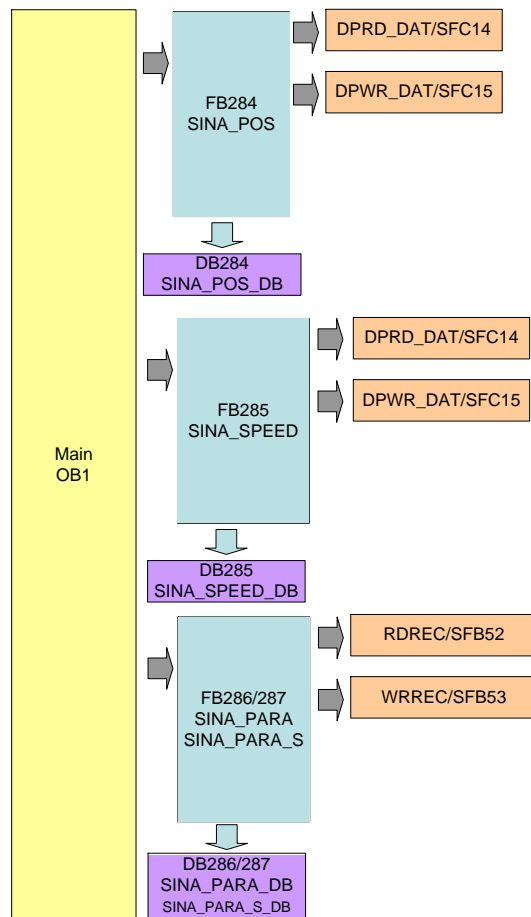 DPRD_DAT/SFC14
DPWR_DAT/SFC15
FB284
SINA_POS
DB284
SINA_POS_DB
DPRD_DAT/SFC14
DPWR_DAT/SFC15
FB285
SINA_SPEED
Main
OB1
DB285
SINA_SPEED_DB
RDREC/SFB52
WRREC/SFB53
FB286/287
SINA_PARA
SINA_PARA_S
DB286/287
SINA_PARA_DB
SINA_PARA_S_DB